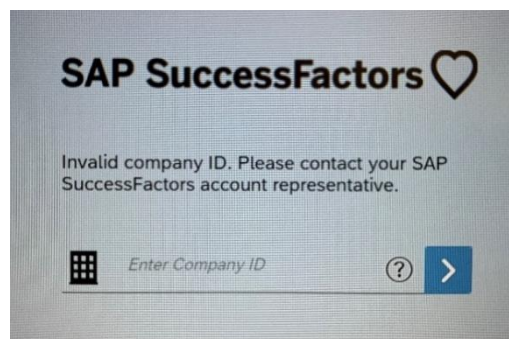 SAP SuccessFactors
Invalid company ID. Please contact your SAP
SuccessFactors account representative.
Enter Company ID
?